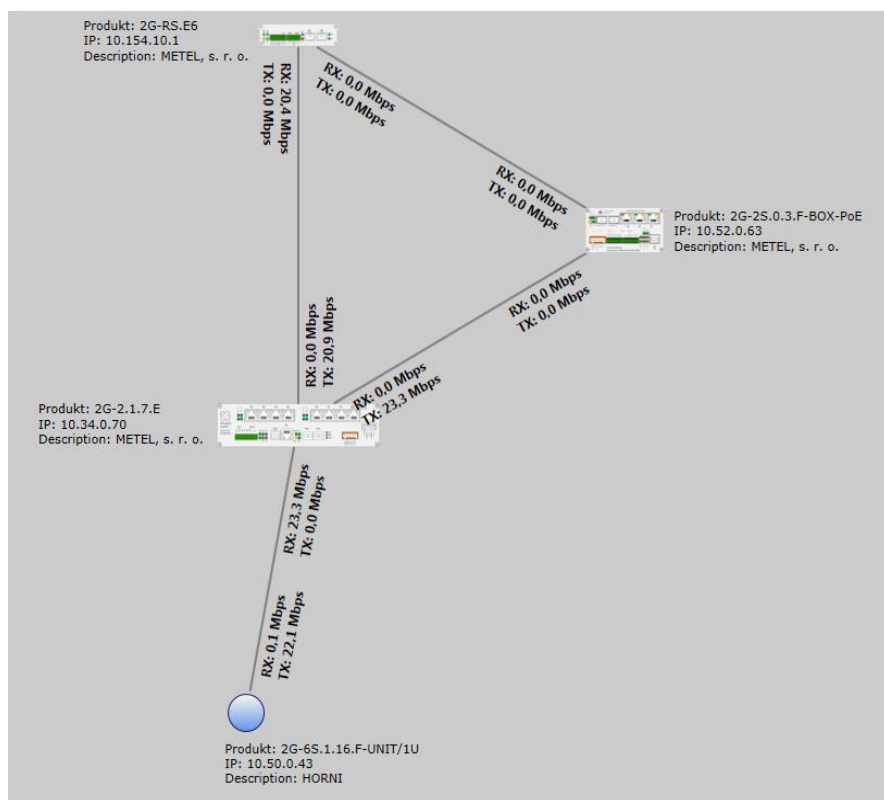 Produkt: 2G-RS.E6
IP: 10.154.10.1
Description: METEL, s. r. o.
RX: 20,4 Mbps
TX: 0,0 Mbps
RX: 0,0 Mbps
TX: 0,0 Mbps
RX: 0,0 Mbps
TX: 0,0 Mbps
Produkt: 2G-2S.0.3.F-BOX-PoE
IP: 10.52.0.63
Description: METEL, s. r. o.
RX: 0,0 Mbps
TX: 0,0 Mbps
RX: 0,0 Mbps
TX: 20,9 Mbps
RX: 0,0 Mbps
TX: 23,3 Mbps
Produkt: 2G-2.1.7.E
IP: 10.34.0.70
Description: METEL, s. r. o.
RX: 23,3 Mbps
TX: 0,0 Mbps
RX: 0,1 Mbps
TX: 22,1 Mbps
Produkt: 2G-6S.1.16.F-UNIT/1U
IP: 10.50.0.43
Description: HORNI